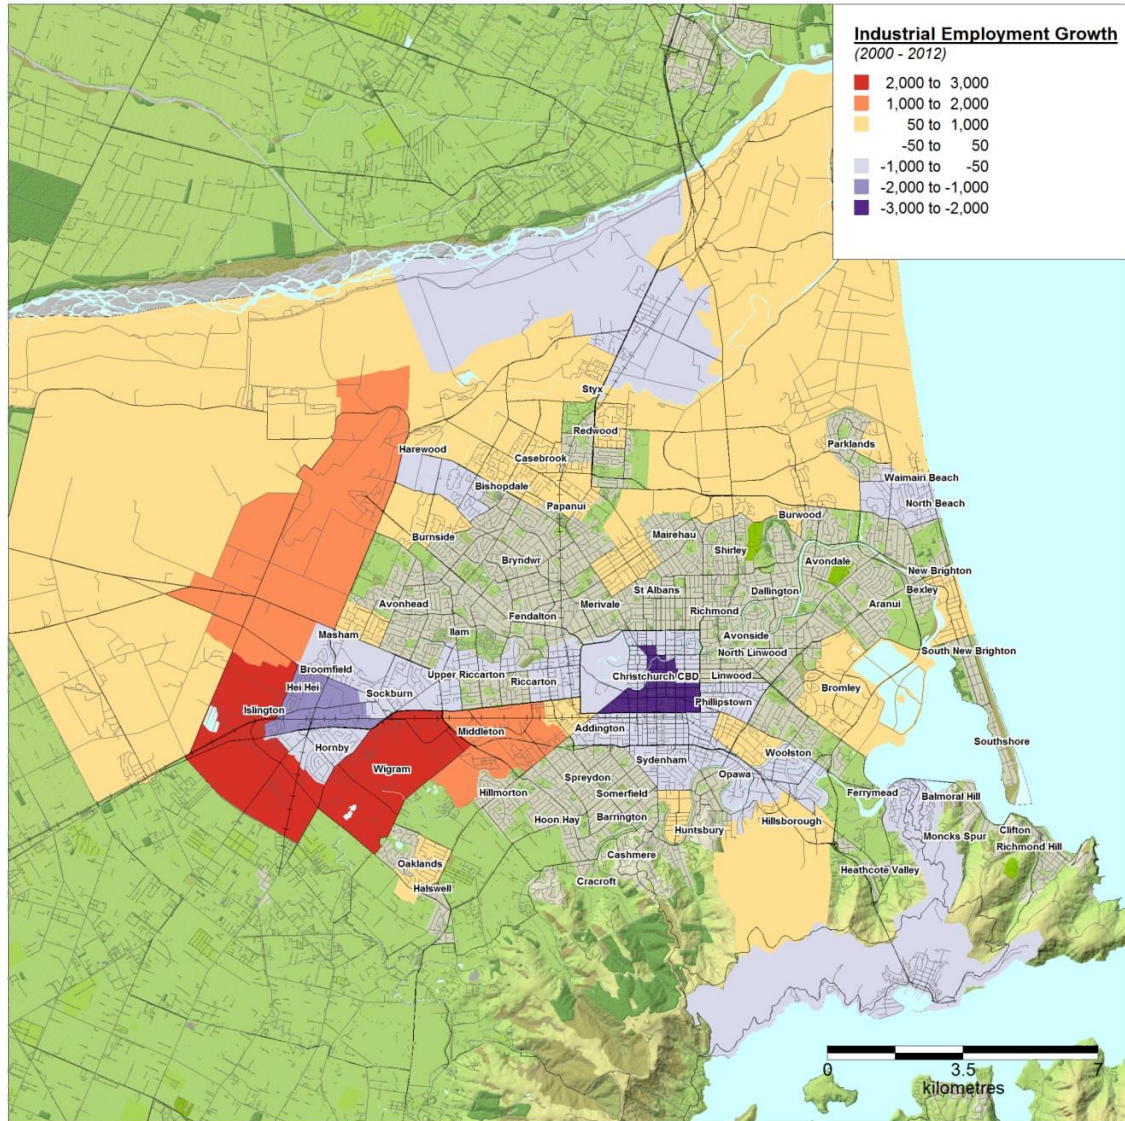 Industrial Employment Growth
(2000 - 2012)
2,000 to 3,000
1,000 to 2,000
50 to 1,000
-50 to 50
-1,000 to -50
-2,000 to -1,000
-3,000 to -2,000
Styx
Redwood
Parklands
Harewood
Casebrook
Waimairi Beach
Bishopdale
North Beach
Papanui
Burwood
Burnside
Mairehau
Shirley
Bryndwr
Avondale
New Brighton
St Albans
Dallington
Bexley
Avonhead
Merivale
Aranui
Fendalton
Richmond
Masham
Ilam
Avonside
North Linwood
South New Brighton
Broomfield
Upper Riccarton
Riccarton
Christchurch CBD
Linwood
Hei Hei
Sockburn
Bromley
Phillipstown
Islington
Middleton
Addington
Southshore
Hornby
Woolston
Sydenham
Wigram
Opawa
Spreydon
Hillmorton
Somerfield
Ferrymead
Balmoral Hill
Hoon Hay
Barrington
Hillsborough
Huntsbury
Clifton
Moncks Spur
Richmond Hill
Cashmere
Oaklands
Heathcote Valley
Halswell
Cracroft
0 3.5 7
kilometres